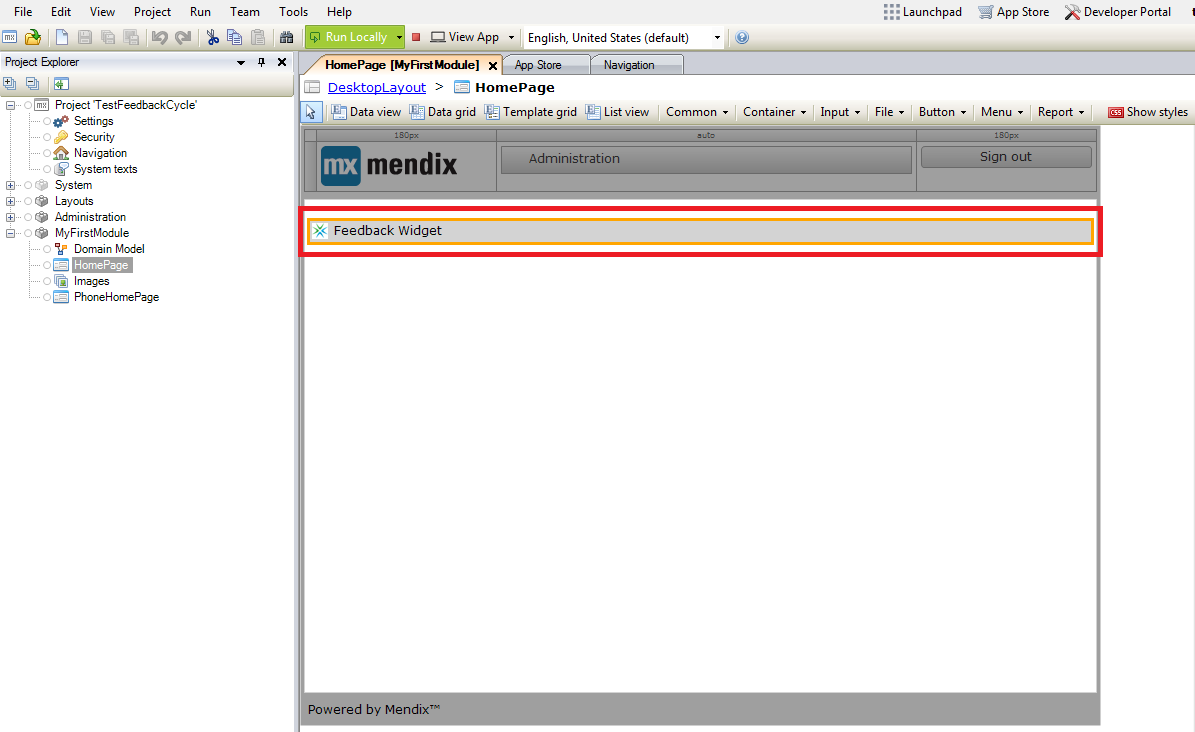 File Edit View Project Run Team Tools Help Launchpad App Store Developer Portal
Run Locally View App English, United States (default)
Project Explorer
HomePage [MyFirstModule] App Store Navigation
DesktopLayout > HomePage
Data view Data grid Template grid List view Common Container Input File Button Menu Report Show styles
Project 'TestFeedbackCycle'
Settings
Security
Navigation
System texts
System
Layouts
Administration
MyFirstModule
Domain Model
HomePage
Images
PhoneHomePage
180px auto 180px
mx mendix Administration Sign out
Feedback Widget
Powered by Mendix™